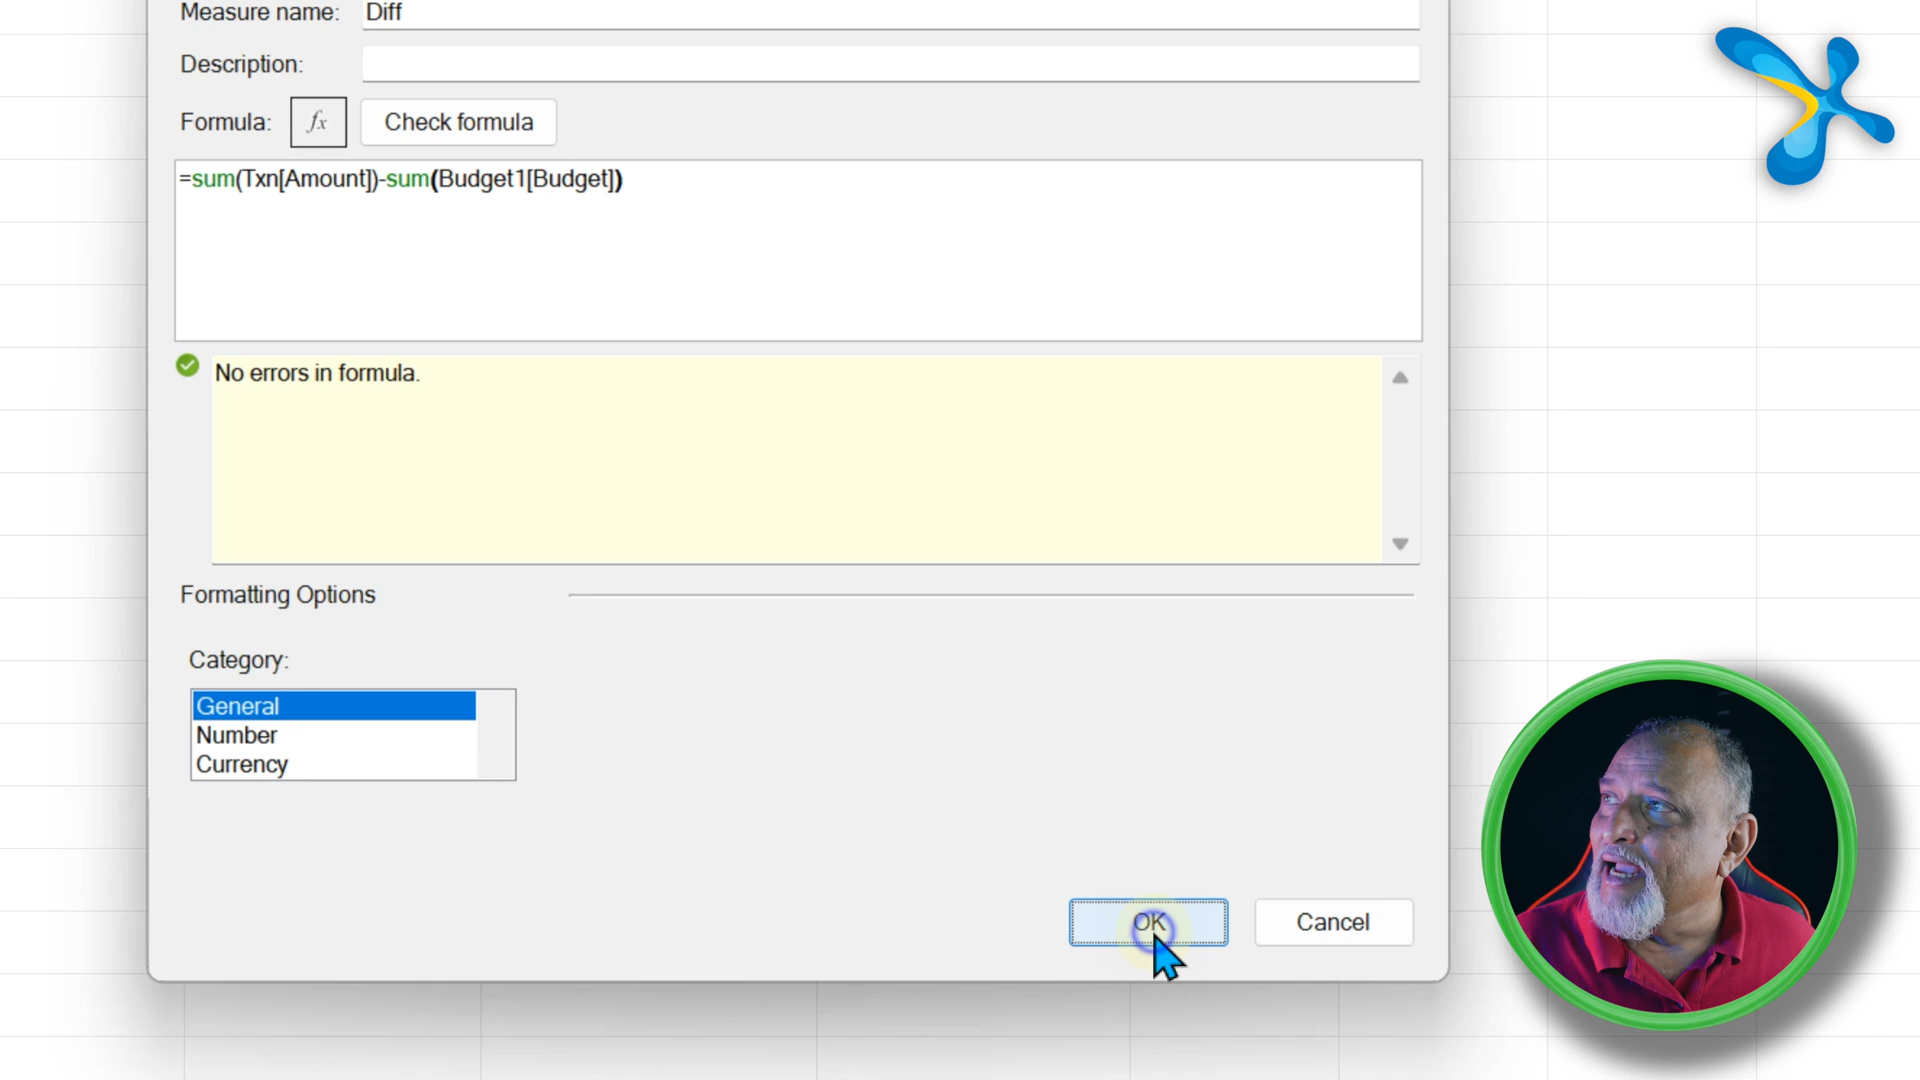 Measure name: Diff
Description:
Formula: fx Check formula
=sum(Txn[Amount])-sum(Budget1[Budget])
No errors in formula.
Formatting Options
Category:
General
Number
Currency
OK Cancel